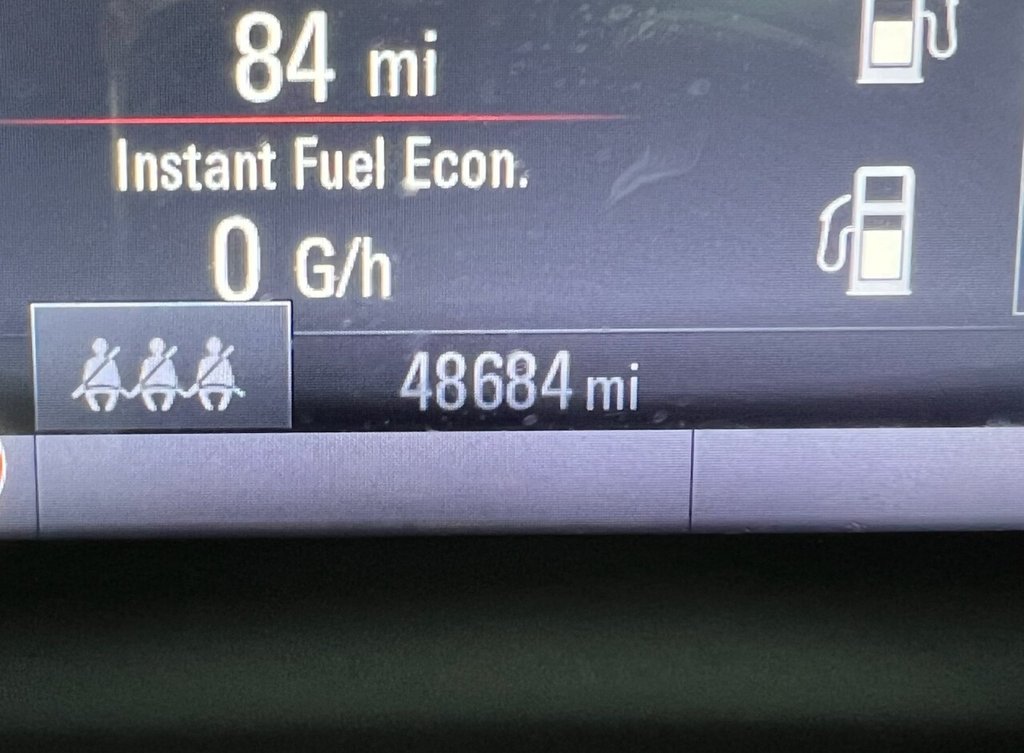 84 mi
Instant Fuel Econ.
0 G/h
48684 mi